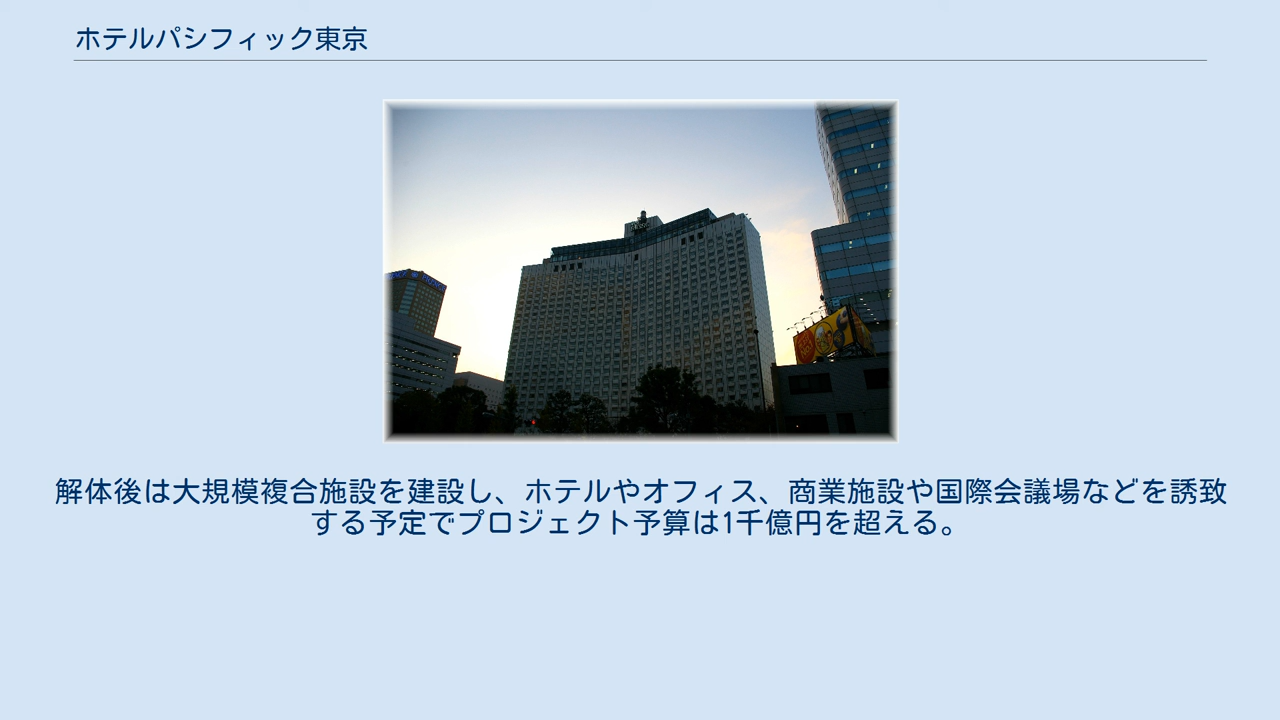 ホテルパシフィック東京
解体後は大規模複合施設を建設し、ホテルやオフィス、商業施設や国際会議場などを誘致
する予定でプロジェクト予算は1千億円を超える。